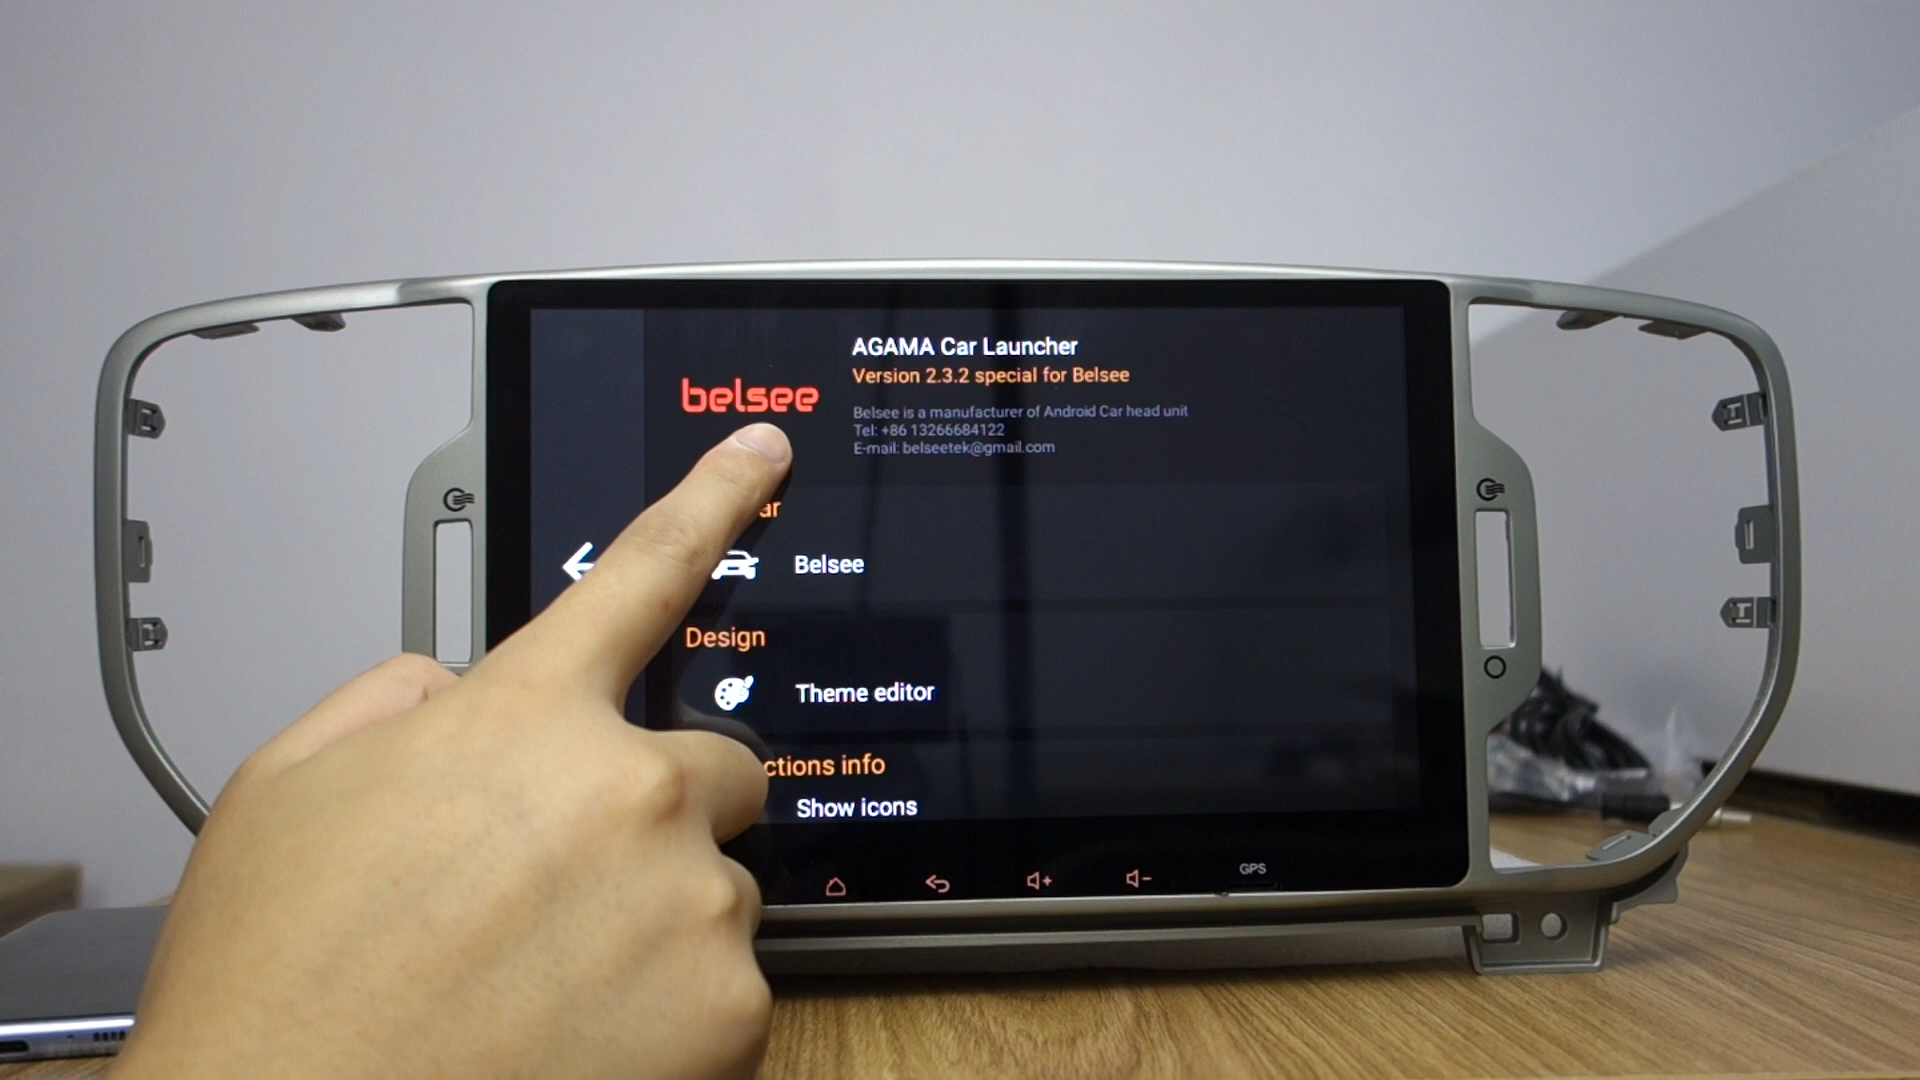 belsee
AGAMA Car Launcher
Version 2.3.2 special for Belsee
Belsee is a manufacturer of Android Car head unit
Tel: +86 13266684122
E-mail: belseetek@gmail.com
ar
Belsee
Design
Theme editor
ctions info
Show icons
GPS